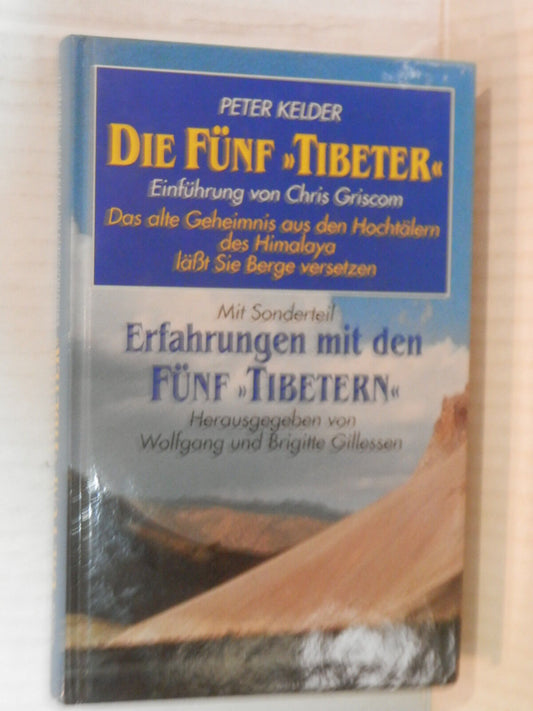 PETER KELDER
DIE FÜNF »TIBETER«
Einführung von Chris Griscom
Das alte Geheimnis aus den Hochtälern
des Himalaya
läßt Sie Berge versetzen
Mit Sonderteil
Erfahrungen mit den
FÜNF »TIBETERN«
Herausgegeben von
Wolfgang und Brigitte Gillessen